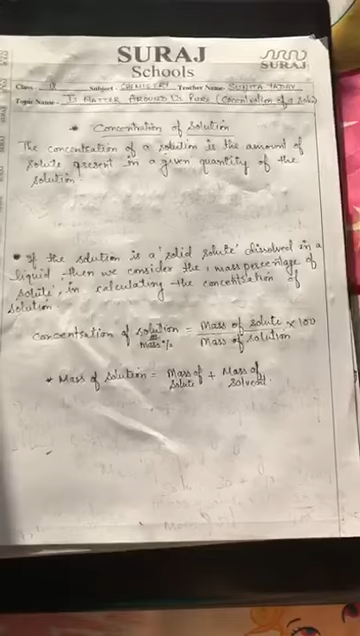 SURAJ
Schools
SURAJ
Class: 9 Subject: CHEMISTRY Teacher Name: SUNITA YADAV
Topic Name: IS MATTER AROUND US PURE (Concentration of a Soln)
* Concentration of Solution
The concentration of a solution is the amount of
solute present in a given quantity of the
solution
* If the solution is a 'solid solute' dissolved in a
liquid, then we consider the, mass percentage of
solute, in calculating the concentration of
solution
Concentration of solution = Mass of solute × 100
in mass% Mass of solution
* Mass of solution = Mass of solute + Mass of solvent.